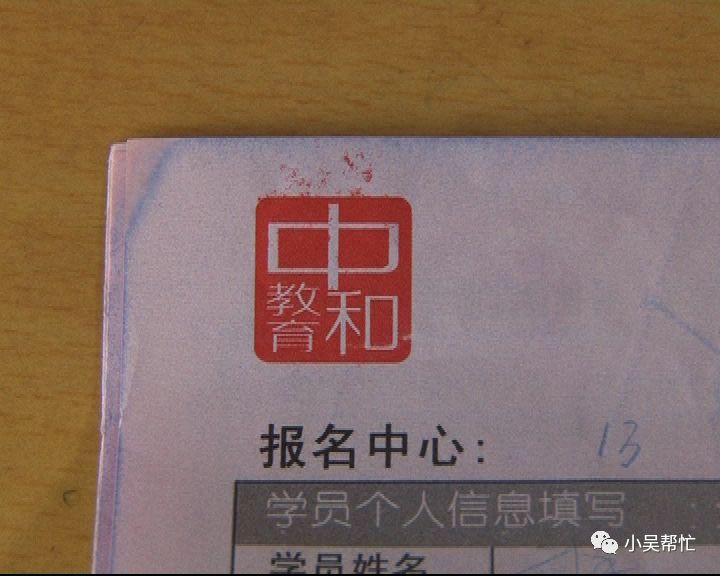 中和
教育
报名中心: 13
学员个人信息填写
学员姓名
小吴帮忙